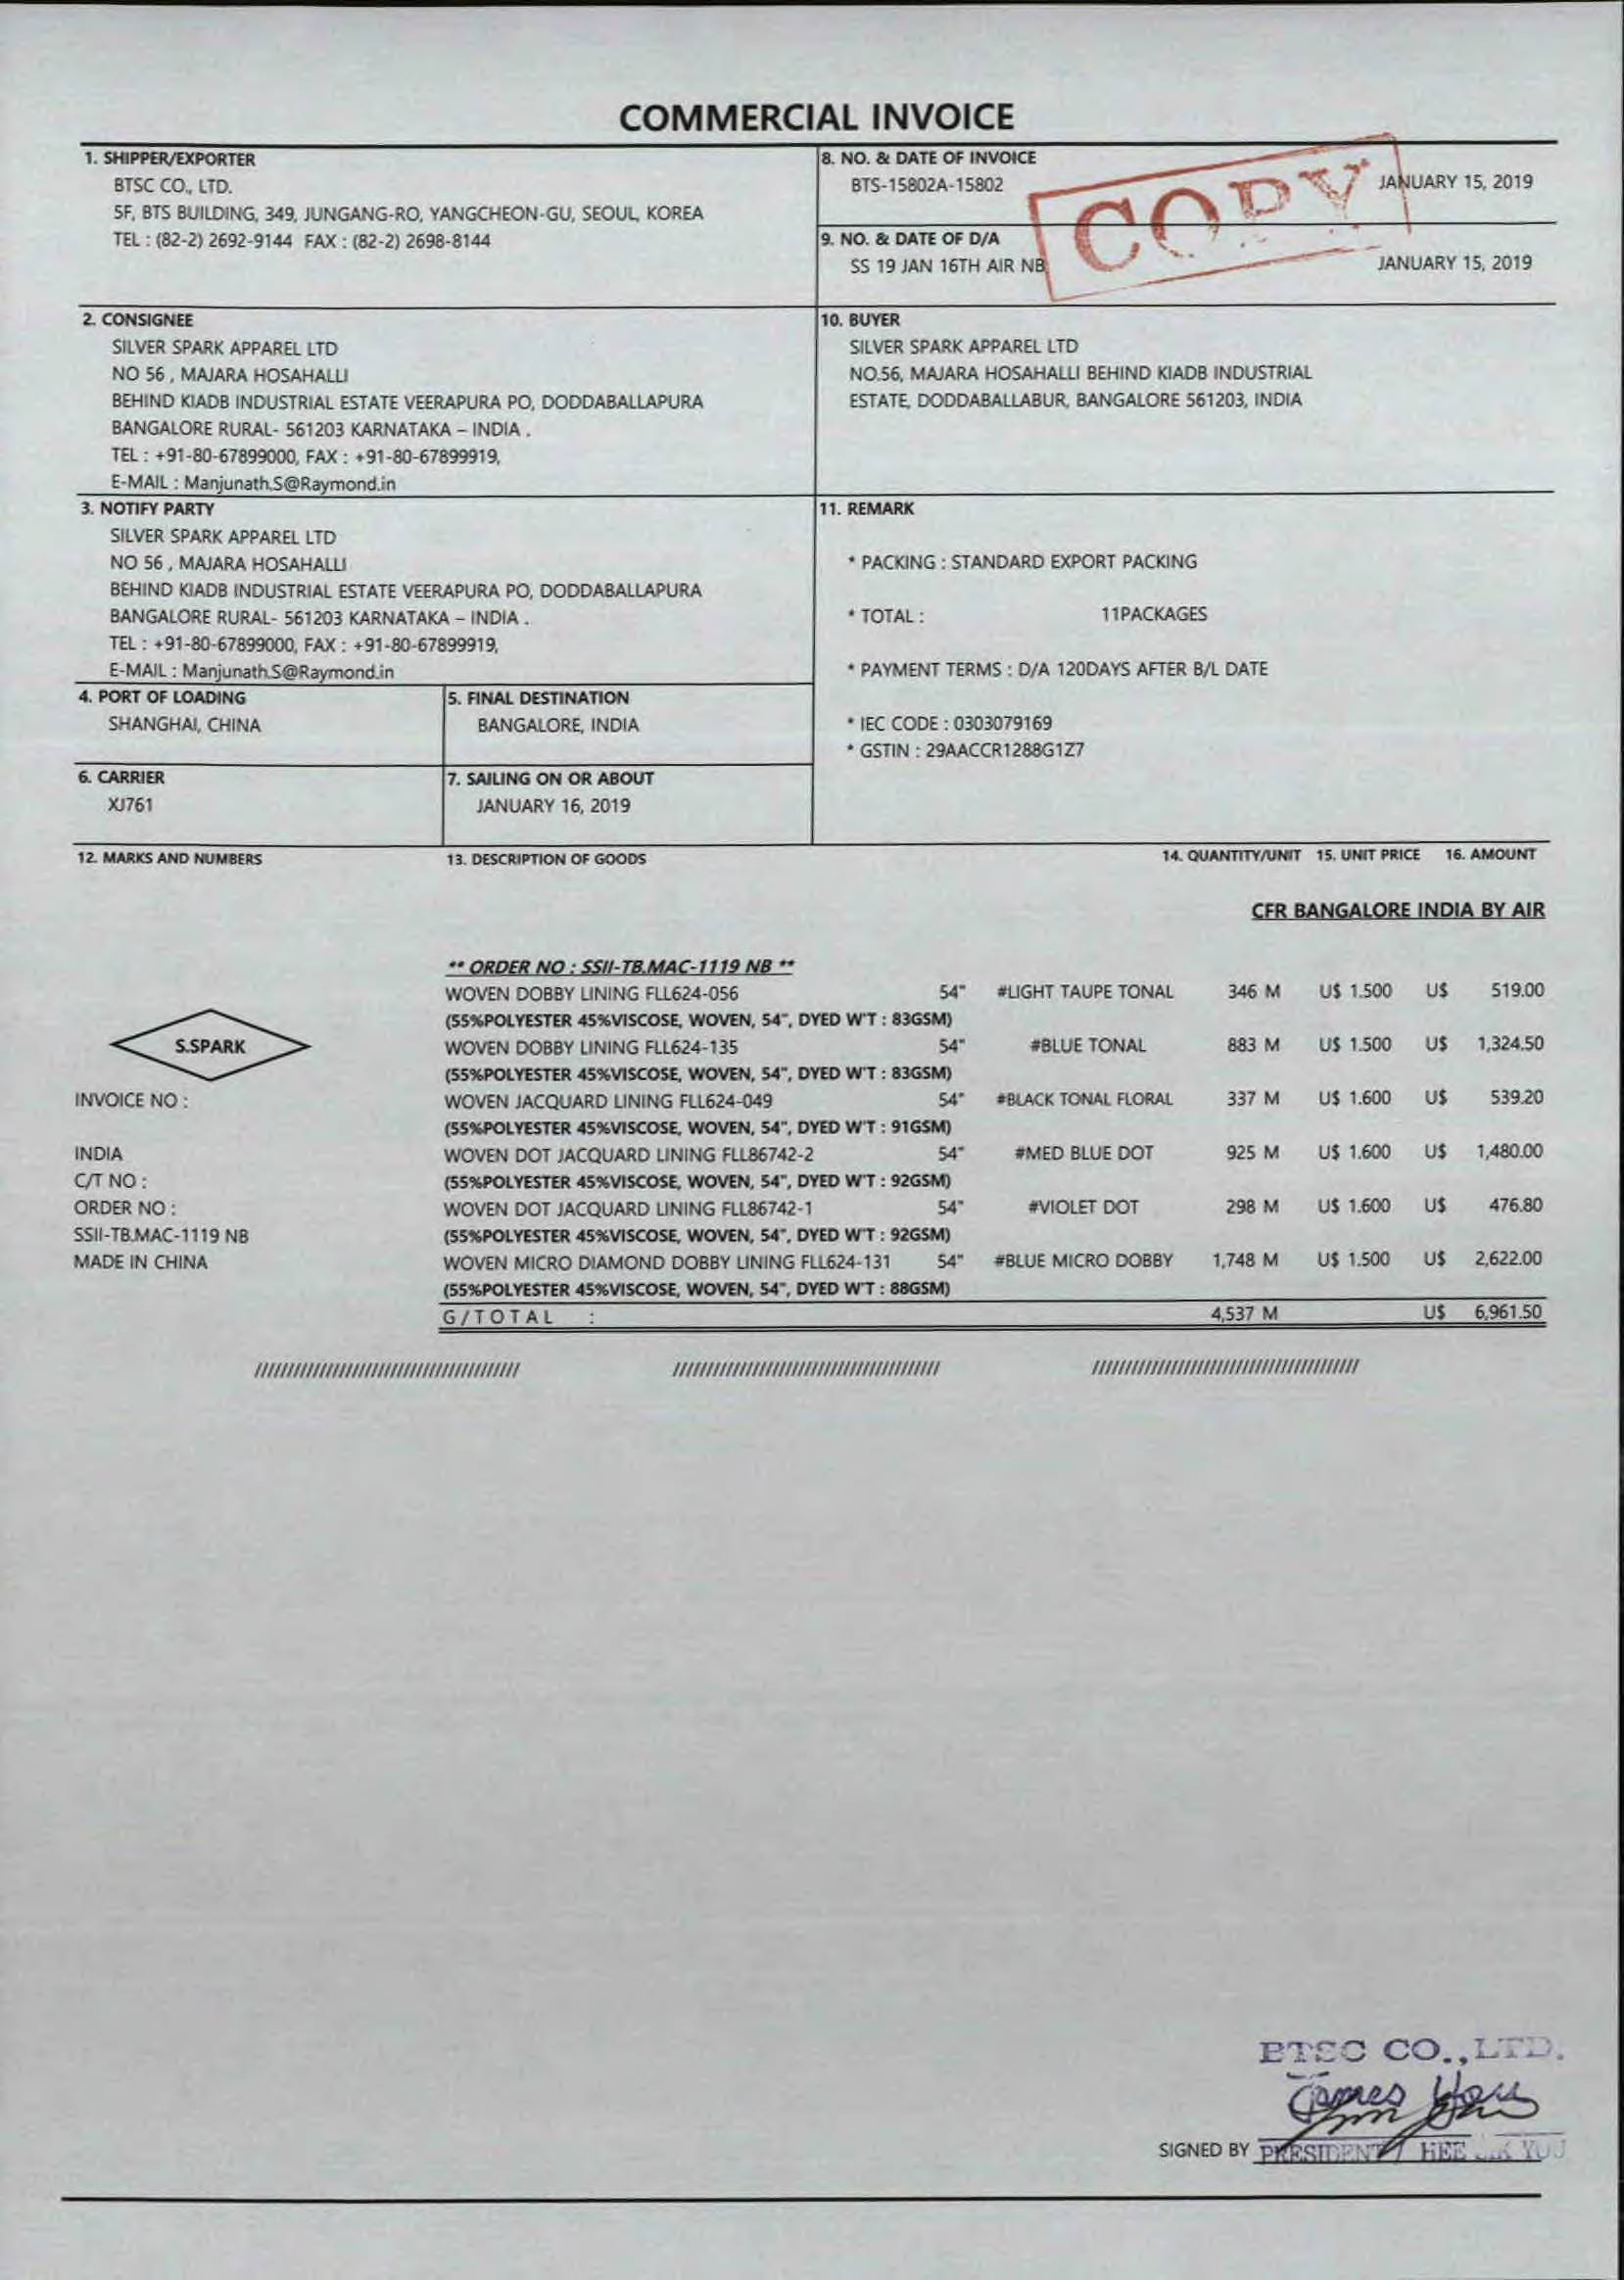 COMMERCIAL INVOICE
1. SHIPPER/EXPORTER
BTSC CO., LTD.
5F, BTS BUILDING, 349, JUNGANG-RO, YANGCHEON-GU, SEOUL, KOREA
TEL : (82-2) 2692-9144 FAX : (82-2) 2698-8144
8. NO. & DATE OF INVOICE
BTS-15802A-15802 JANUARY 15, 2019
COPY
9. NO. & DATE OF D/A
SS 19 JAN 16TH AIR NB JANUARY 15, 2019
2. CONSIGNEE
SILVER SPARK APPAREL LTD
NO 56 , MAJARA HOSAHALLI
BEHIND KIADB INDUSTRIAL ESTATE VEERAPURA PO, DODDABALLAPURA
BANGALORE RURAL- 561203 KARNATAKA – INDIA .
TEL : +91-80-67899000, FAX : +91-80-67899919,
E-MAIL : Manjunath.S@Raymond.in
10. BUYER
SILVER SPARK APPAREL LTD
NO.56, MAJARA HOSAHALLI BEHIND KIADB INDUSTRIAL
ESTATE, DODDABALLABUR, BANGALORE 561203, INDIA
3. NOTIFY PARTY
SILVER SPARK APPAREL LTD
NO 56 , MAJARA HOSAHALLI
BEHIND KIADB INDUSTRIAL ESTATE VEERAPURA PO, DODDABALLAPURA
BANGALORE RURAL- 561203 KARNATAKA – INDIA .
TEL : +91-80-67899000, FAX : +91-80-67899919,
E-MAIL : Manjunath.S@Raymond.in
11. REMARK
* PACKING : STANDARD EXPORT PACKING
* TOTAL : 11PACKAGES
* PAYMENT TERMS : D/A 120DAYS AFTER B/L DATE
* IEC CODE : 0303079169
* GSTIN : 29AACCR1288G1Z7
4. PORT OF LOADING
SHANGHAI, CHINA
5. FINAL DESTINATION
BANGALORE, INDIA
6. CARRIER
XJ761
7. SAILING ON OR ABOUT
JANUARY 16, 2019
12. MARKS AND NUMBERS 13. DESCRIPTION OF GOODS 14. QUANTITY/UNIT 15. UNIT PRICE 16. AMOUNT
CFR BANGALORE INDIA BY AIR
S.SPARK
INVOICE NO :
INDIA
C/T NO :
ORDER NO :
SSII-TB.MAC-1119 NB
MADE IN CHINA
** ORDER NO : SSII-TB.MAC-1119 NB **
WOVEN DOBBY LINING FLL624-056 54" #LIGHT TAUPE TONAL 346 M U$ 1.500 U$ 519.00
(55%POLYESTER 45%VISCOSE, WOVEN, 54", DYED W'T : 83GSM)
WOVEN DOBBY LINING FLL624-135 54" #BLUE TONAL 883 M U$ 1.500 U$ 1,324.50
(55%POLYESTER 45%VISCOSE, WOVEN, 54", DYED W'T : 83GSM)
WOVEN JACQUARD LINING FLL624-049 54" #BLACK TONAL FLORAL 337 M U$ 1.600 U$ 539.20
(55%POLYESTER 45%VISCOSE, WOVEN, 54", DYED W'T : 91GSM)
WOVEN DOT JACQUARD LINING FLL86742-2 54" #MED BLUE DOT 925 M U$ 1.600 U$ 1,480.00
(55%POLYESTER 45%VISCOSE, WOVEN, 54", DYED W'T : 92GSM)
WOVEN DOT JACQUARD LINING FLL86742-1 54" #VIOLET DOT 298 M U$ 1.600 U$ 476.80
(55%POLYESTER 45%VISCOSE, WOVEN, 54", DYED W'T : 92GSM)
WOVEN MICRO DIAMOND DOBBY LINING FLL624-131 54" #BLUE MICRO DOBBY 1,748 M U$ 1.500 U$ 2,622.00
(55%POLYESTER 45%VISCOSE, WOVEN, 54", DYED W'T : 88GSM)
G/TOTAL : 4,537 M U$ 6,961.50
BTSC CO., LTD.
James
SIGNED BY PRESIDENT / HEE